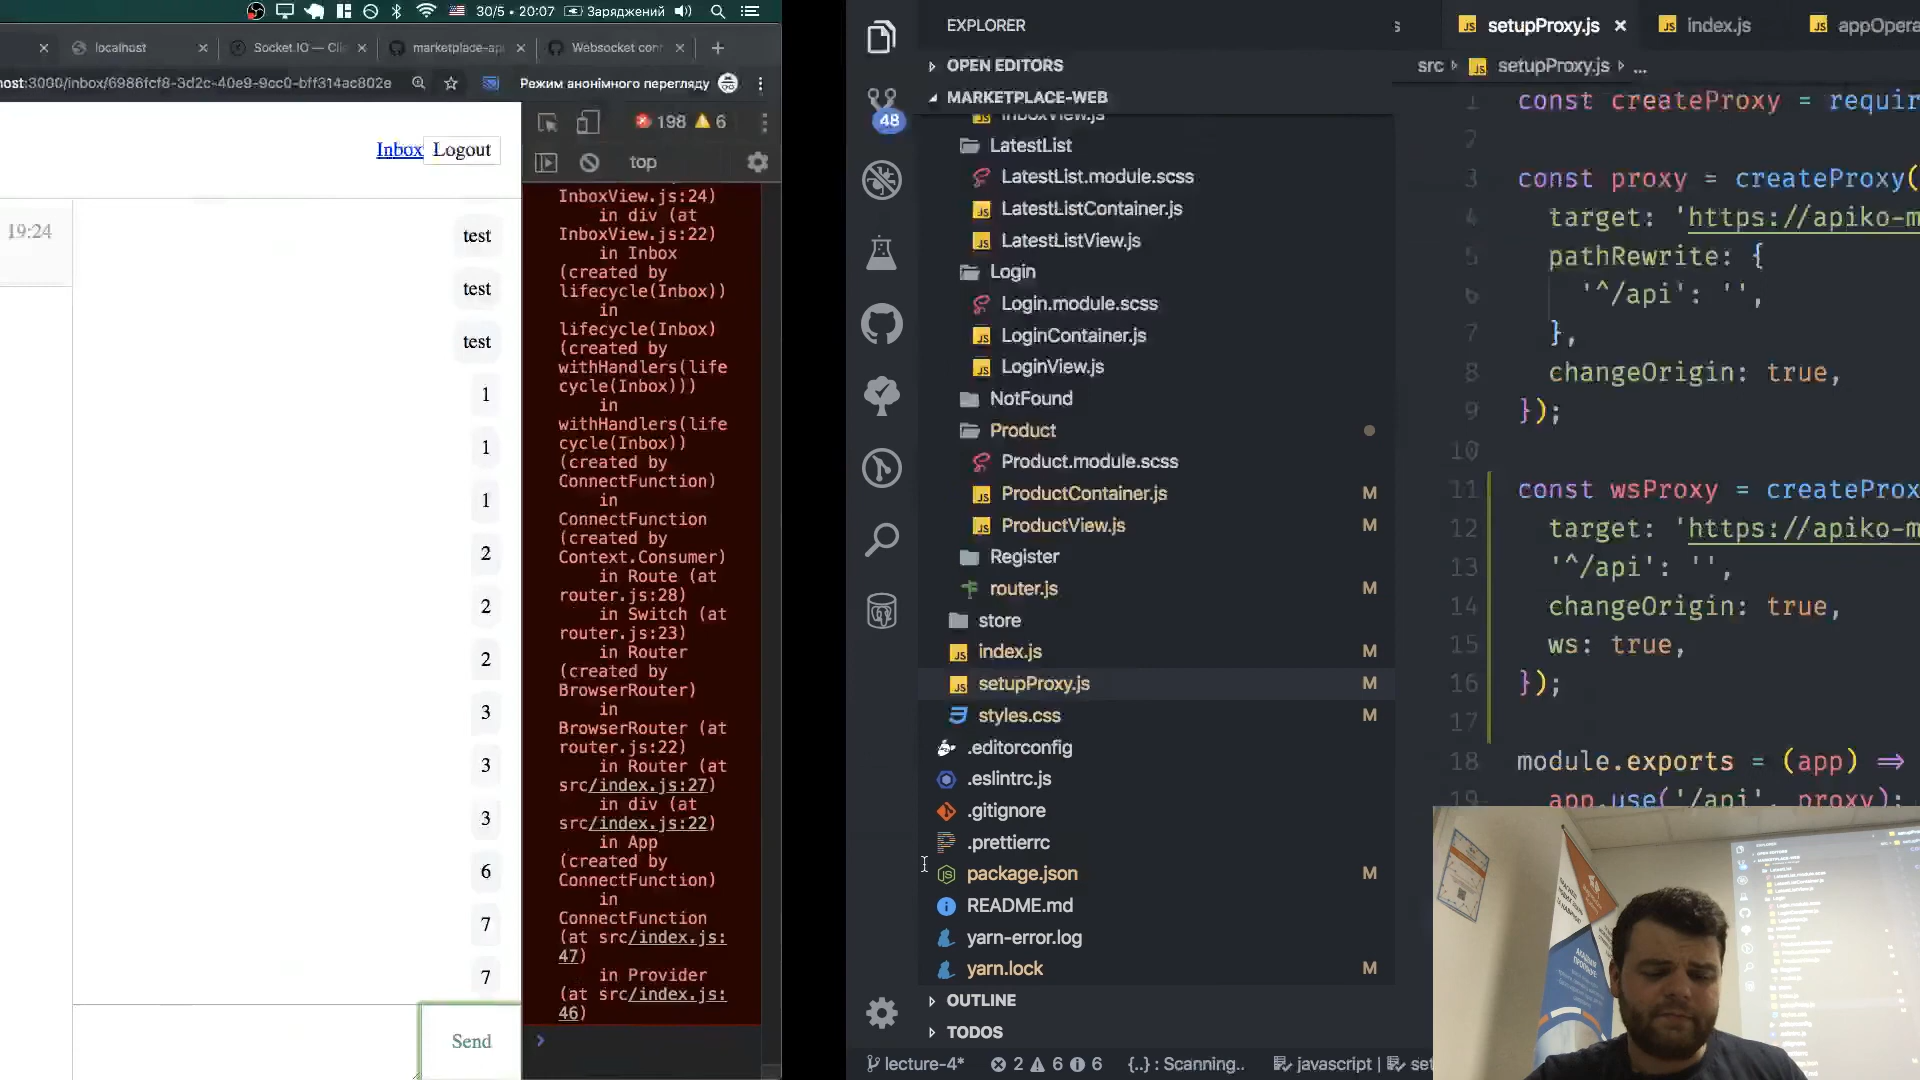 30/5 • 20:07
Заряджений
localhost
Socket.IO — Clie
marketplace-api
Websocket conn
nost:3000/inbox/6986fcf8-3d2c-40e9-9cc0-bff314ac802e
Режим анонімного перегляду
Inbox
Logout
198
6
top
19:24
test
test
test
1
1
1
2
2
2
3
3
3
6
7
7
Send
InboxView.js:24)
in div (at
InboxView.js:22)
in Inbox
(created by
lifecycle(Inbox))
in
lifecycle(Inbox)
(created by
withHandlers(life
cycle(Inbox)))
in
withHandlers(life
cycle(Inbox))
(created by
ConnectFunction)
in
ConnectFunction
(created by
Context.Consumer)
in Route (at
router.js:28)
in Switch (at
router.js:23)
in Router
(created by
BrowserRouter)
in
BrowserRouter (at
router.js:22)
in Router (at
src/index.js:27)
in div (at
src/index.js:22)
in App
(created by
ConnectFunction)
in
ConnectFunction
(at src/index.js:
47)
in Provider
(at src/index.js:
46)
48
EXPLORER
OPEN EDITORS
MARKETPLACE-WEB
InboxView.js
LatestList
LatestList.module.scss
LatestListContainer.js
LatestListView.js
Login
Login.module.scss
LoginContainer.js
LoginView.js
NotFound
Product
Product.module.scss
ProductContainer.js M
ProductView.js M
Register
router.js M
store
index.js M
setupProxy.js M
styles.css M
.editorconfig
.eslintrc.js
.gitignore
.prettierrc
package.json M
README.md
yarn-error.log
yarn.lock M
OUTLINE
TODOS
lecture-4* 2 6 6 {..} : Scanning.. javascript | set
s
setupProxy.js
index.js
appOpera
src
setupProxy.js
...
1 const createProxy = requir
2
3 const proxy = createProxy(
4 target: 'https://apiko-m
5 pathRewrite: {
6 '^/api': '',
7 },
8 changeOrigin: true,
9 });
10
11 const wsProxy = createProx
12 target: 'https://apiko-m
13 '^/api': '',
14 changeOrigin: true,
15 ws: true,
16 });
17
18 module.exports = (app) ⇒
19 app.use('/api', proxy);